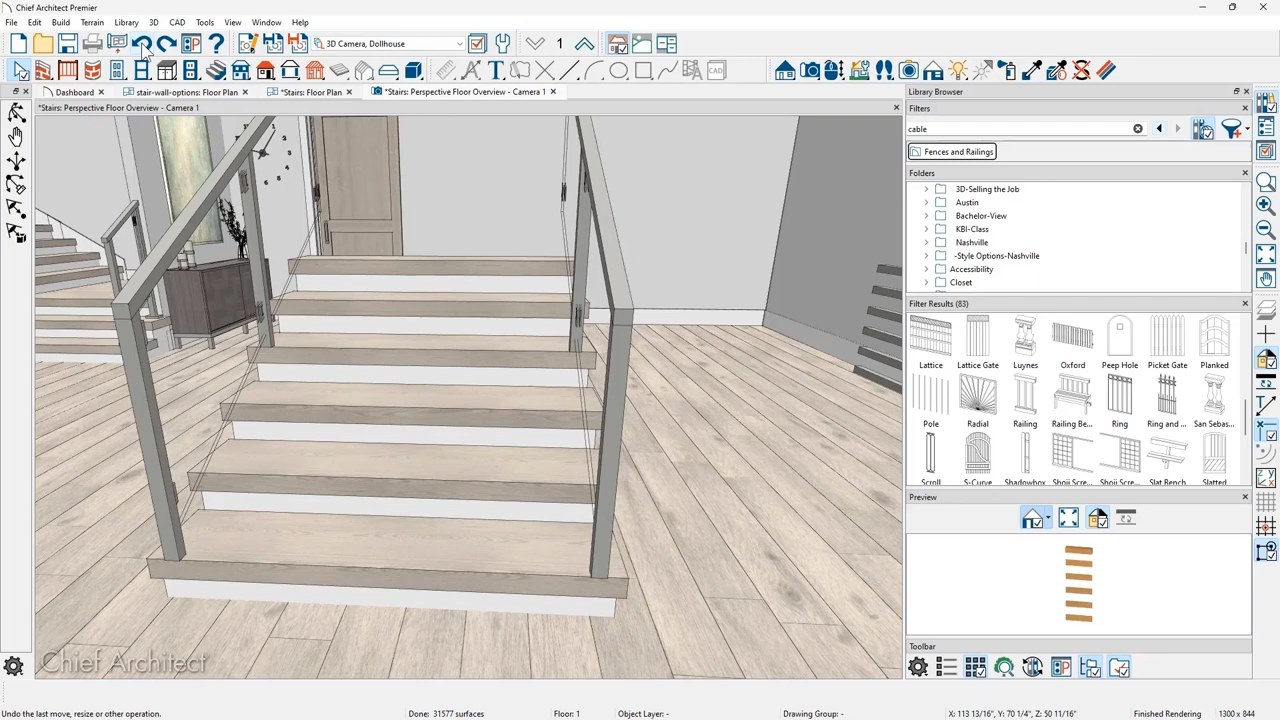 Chief Architect Premier
File Edit Build Terrain Library 3D CAD Tools View Window Help
3D Camera, Dollhouse
1
Dashboard
stair-wall-options: Floor Plan
*Stairs: Floor Plan
*Stairs: Perspective Floor Overview - Camera 1
*Stairs: Perspective Floor Overview - Camera 1
Chief Architect
Library Browser
Filters
cable
Fences and Railings
Folders
3D-Selling the Job
Austin
Bachelor-View
KBI-Class
Nashville
-Style Options-Nashville
Accessibility
Closet
Filter Results (83)
Lattice Lattice Gate Luynes Oxford Peep Hole Picket Gate Planked
Pole Radial Railing Railing Be... Ring Ring and ... San Sebas...
Scroll S-Curve Shadowbox Shoji Scre... Shoji Scre... Slat Bench Slatted
Preview
Toolbar
Undo the last move, resize or other operation.
Done: 31577 surfaces
Floor: 1
Object Layer: -
Drawing Group: -
X: 113 13/16", Y: 70 1/4", Z: 50 11/16"
Finished Rendering
1300 x 844